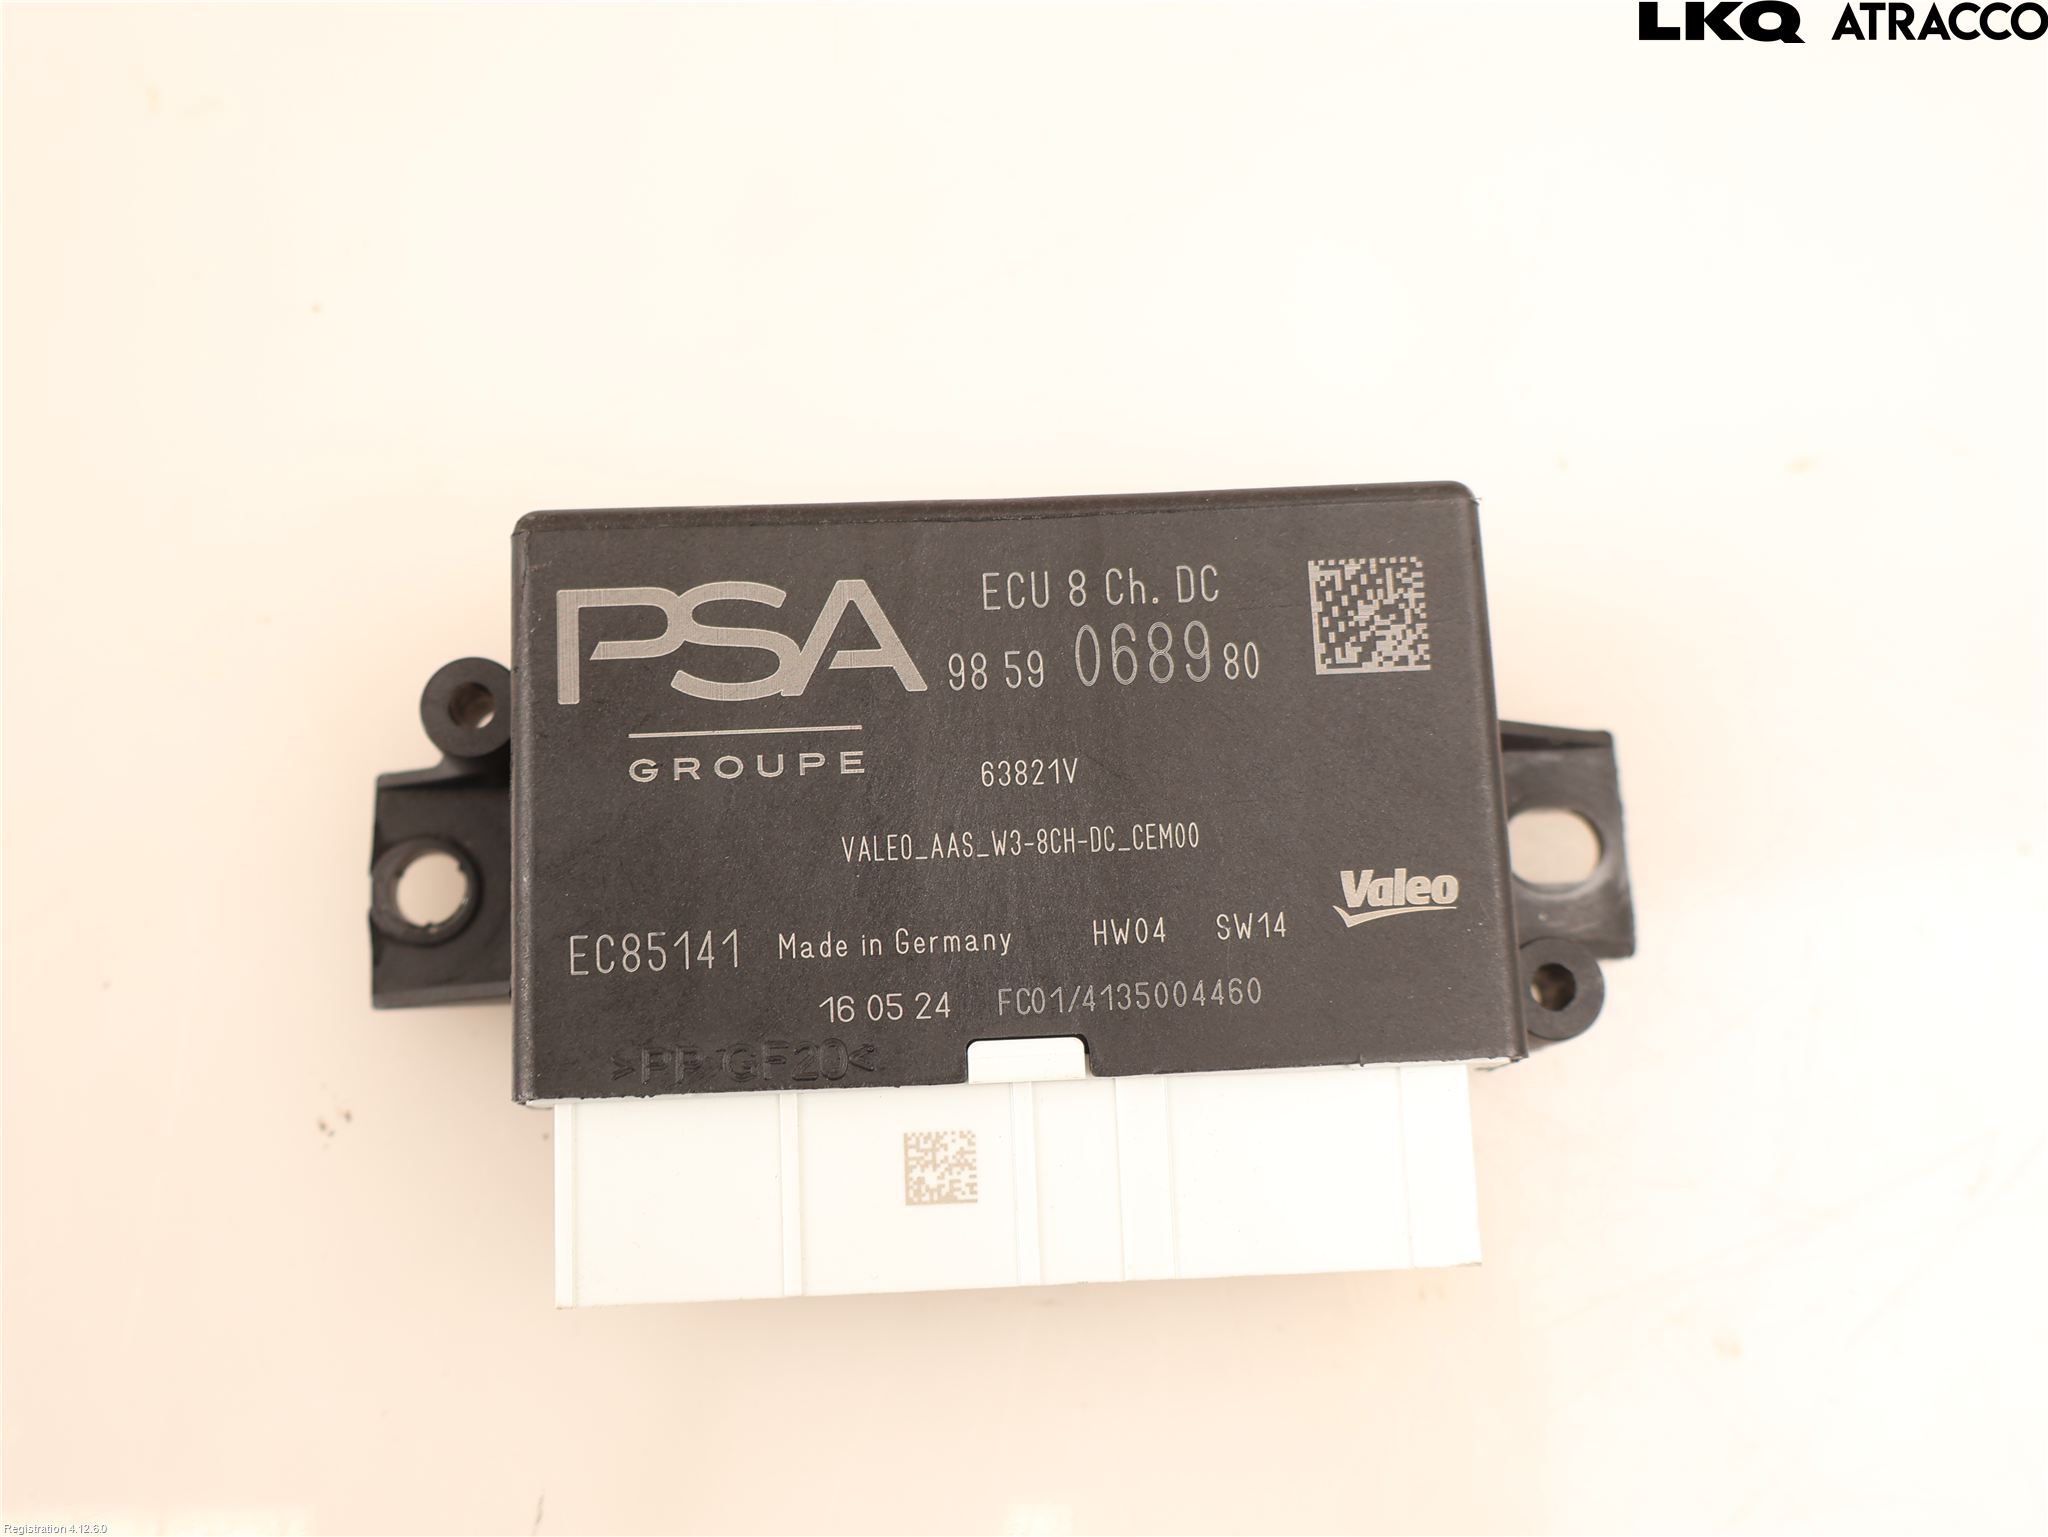 LKQ ATRACCO
PSA
GROUPE
ECU 8 Ch. DC
98 59 0689 80
63821V
VALEO_AAS_W3-8CH-DC_CEM00
Valeo
EC85141 Made in Germany HW04 SW14
16 05 24 FC01/4135004460
>PP GF20<
Registration 4.12.6.0